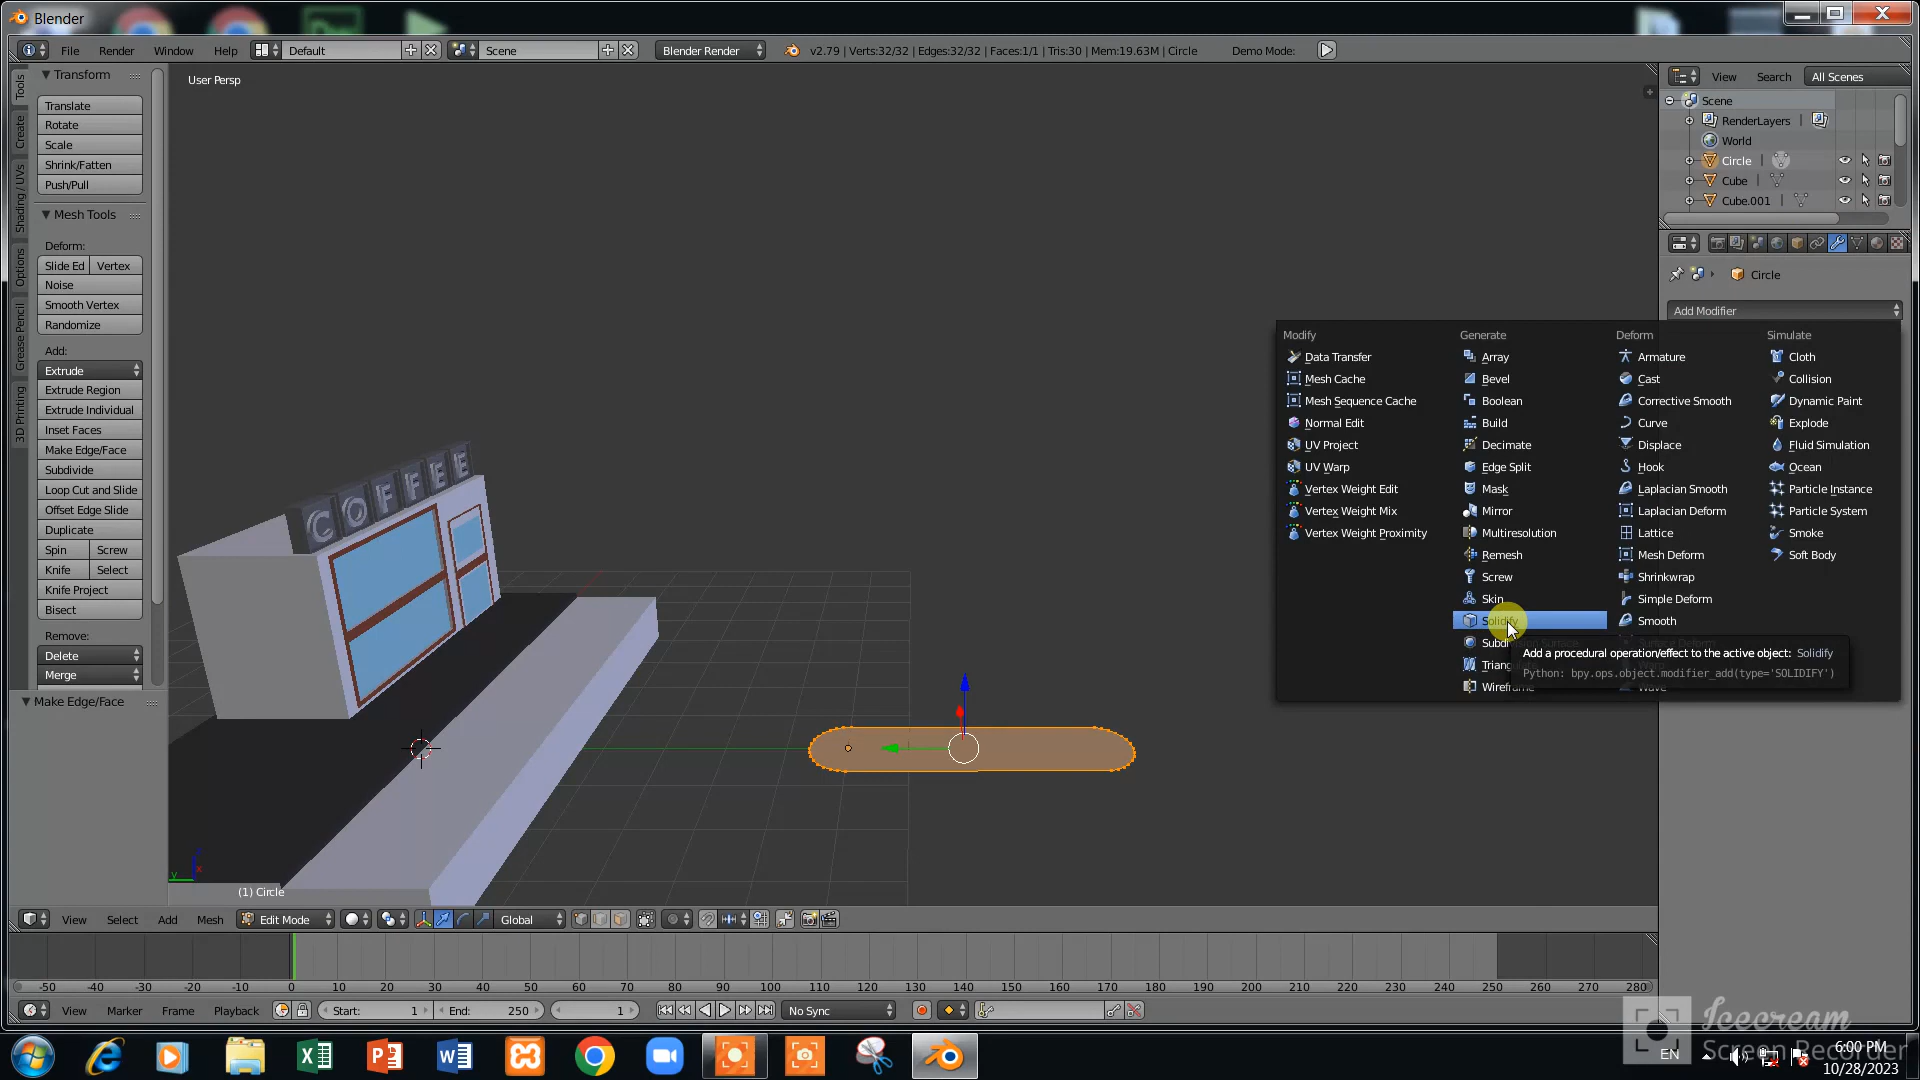 Blender
File Render Window Help Default Scene Blender Render v2.79 | Verts:32/32 | Edges:32/32 | Faces:1/1 | Tris:30 | Mem:19.63M | Circle Demo Mode:
Tools
Create
Shading / UVs
Options
Grease Pencil
3D Printing
Transform
Translate
Rotate
Scale
Shrink/Fatten
Push/Pull
Mesh Tools
Deform:
Slide Ed Vertex
Noise
Smooth Vertex
Randomize
Add:
Extrude
Extrude Region
Extrude Individual
Inset Faces
Make Edge/Face
Subdivide
Loop Cut and Slide
Offset Edge Slide
Duplicate
Spin Screw
Knife Select
Knife Project
Bisect
Remove:
Delete
Merge
Make Edge/Face
User Persp
COFFEE
(1) Circle
View Search All Scenes
Scene
RenderLayers |
World
Circle |
Cube |
Cube.001 |
Circle
Add Modifier
Modify
Data Transfer
Mesh Cache
Mesh Sequence Cache
Normal Edit
UV Project
UV Warp
Vertex Weight Edit
Vertex Weight Mix
Vertex Weight Proximity
Generate
Array
Bevel
Boolean
Build
Decimate
Edge Split
Mask
Mirror
Multiresolution
Remesh
Screw
Skin
Solidify
Deform
Armature
Cast
Corrective Smooth
Curve
Displace
Hook
Laplacian Smooth
Laplacian Deform
Lattice
Mesh Deform
Shrinkwrap
Simple Deform
Smooth
Simulate
Cloth
Collision
Dynamic Paint
Explode
Fluid Simulation
Ocean
Particle Instance
Particle System
Smoke
Soft Body
Add a procedural operation/effect to the active object: Solidify
Python: bpy.ops.object.modifier_add(type='SOLIDIFY')
View Select Add Mesh Edit Mode Global
-50 -40 -30 -20 -10 0 10 20 30 40 50 60 70 80 90 100 110 120 130 140 150 160 170 180 190 200 210 220 230 240 250 260 270 280
View Marker Frame Playback Start: 1 End: 250 1 No Sync
Icecream
Screen Recorder
EN
6:00 PM
10/28/2023